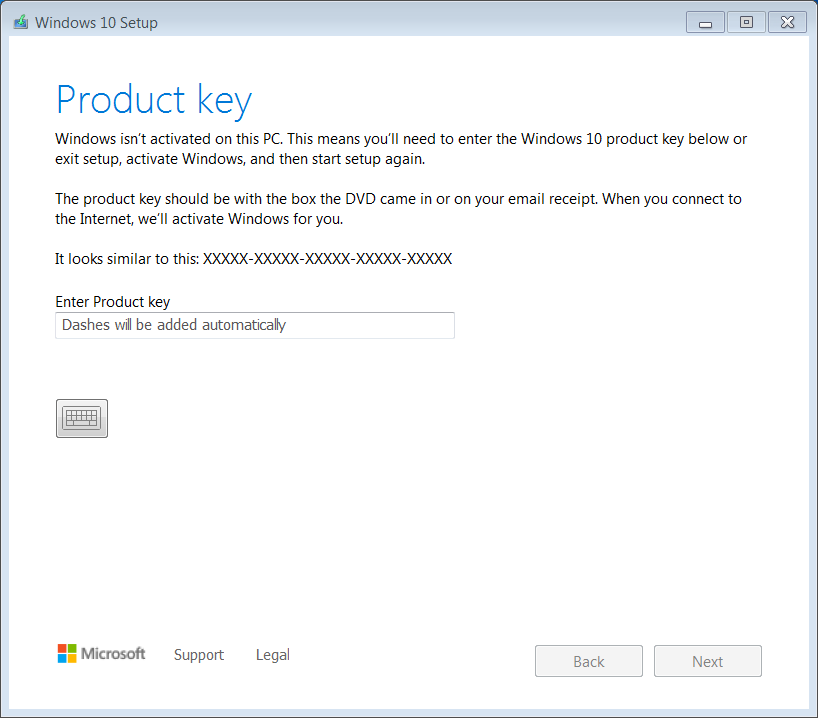 Windows 10 Setup
Product key
Windows isn't activated on this PC. This means you'll need to enter the Windows 10 product key below or
exit setup, activate Windows, and then start setup again.
The product key should be with the box the DVD came in or on your email receipt. When you connect to
the Internet, we'll activate Windows for you.
It looks similar to this: XXXXX-XXXXX-XXXXX-XXXXX-XXXXX
Enter Product key
Dashes will be added automatically
Microsoft Support Legal Back Next